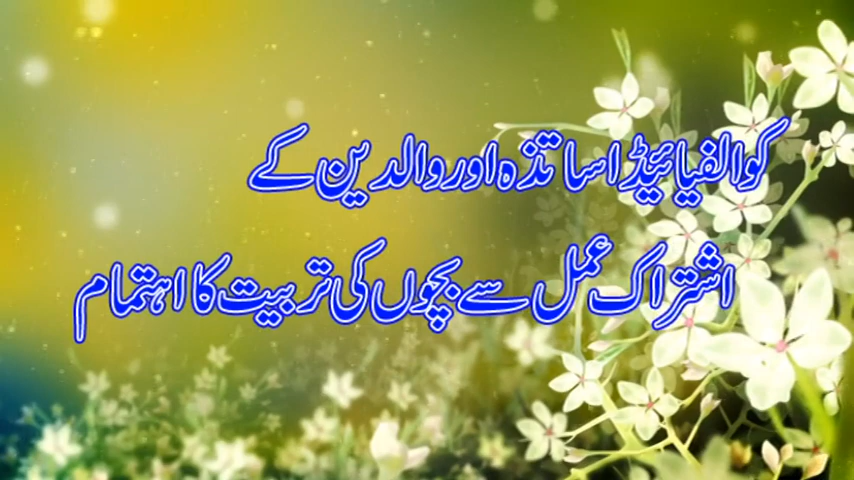 کوالفیائیڈ اساتذہ اور والدین کے
اشتراک عمل سے بچوں کی تربیت کا اہتمام